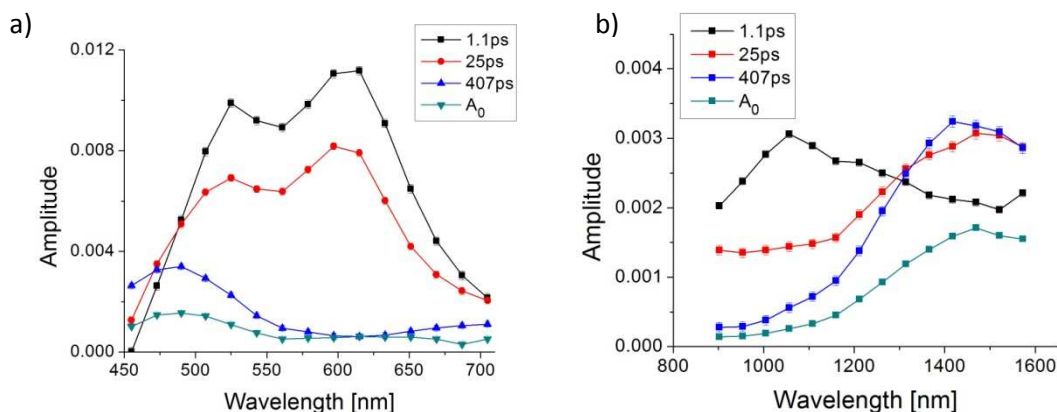 a)
1.1ps
25ps
407ps
A0
0.012
0.008
0.004
0.000
Amplitude
450 500 550 600 650 700
Wavelength [nm]
b)
1.1ps
25ps
407ps
A0
0.004
0.003
0.002
0.001
0.000
Amplitude
800 1000 1200 1400 1600
Wavelength [nm]